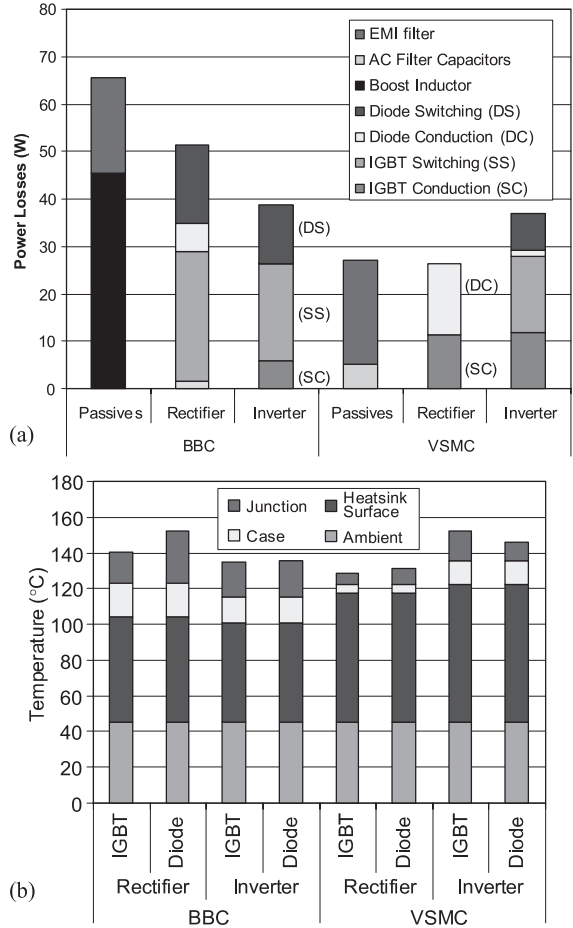 80
70
60
50
40
30
20
10
0
Power Losses (W)
EMI filter
AC Filter Capacitors
Boost Inductor
Diode Switching (DS)
Diode Conduction (DC)
IGBT Switching (SS)
IGBT Conduction (SC)
(DS)
(SS)
(SC)
(DC)
(SC)
Passives Rectifier Inverter Passives Rectifier Inverter
BBC VSMC
(a)
180
160
140
120
100
80
60
40
20
0
Temperature (°C)
Junction
Heatsink
Surface
Case
Ambient
IGBT Diode IGBT Diode IGBT Diode IGBT Diode
Rectifier Inverter Rectifier Inverter
BBC VSMC
(b)